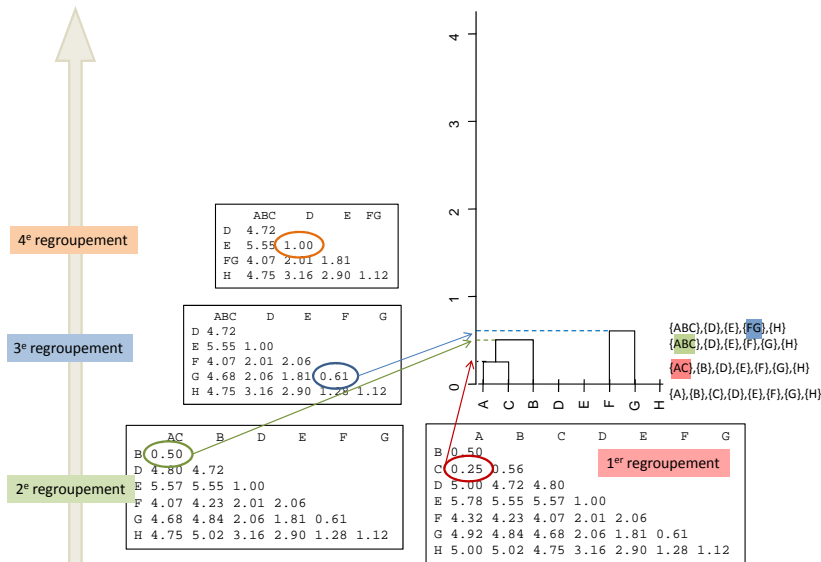 4
3
2
1
0
A B C D E F G H
{ABC},{D},{E},{FG},{H}
{ABC},{D},{E},{F},{G},{H}
{AC},{B},{D},{E},{F},{G},{H}
{A},{B},{C},{D},{E},{F},{G},{H}
4e regroupement
ABC D E FG
D 4.72
E 5.55 1.00
FG 4.07 2.01 1.81
H 4.75 3.16 2.90 1.12
3e regroupement
ABC D E F G
D 4.72
E 5.55 1.00
F 4.07 2.01 2.06
G 4.68 2.06 1.81 0.61
H 4.75 3.16 2.90 1.28 1.12
2e regroupement
AC B D E F G
B 0.50
D 4.80 4.72
E 5.57 5.55 1.00
F 4.07 4.23 2.01 2.06
G 4.68 4.84 2.06 1.81 0.61
H 4.75 5.02 3.16 2.90 1.28 1.12
1er regroupement
A B C D E F G
B 0.50
C 0.25 0.56
D 5.00 4.72 4.80
E 5.78 5.55 5.57 1.00
F 4.32 4.23 4.07 2.01 2.06
G 4.92 4.84 4.68 2.06 1.81 0.61
H 5.00 5.02 4.75 3.16 2.90 1.28 1.12